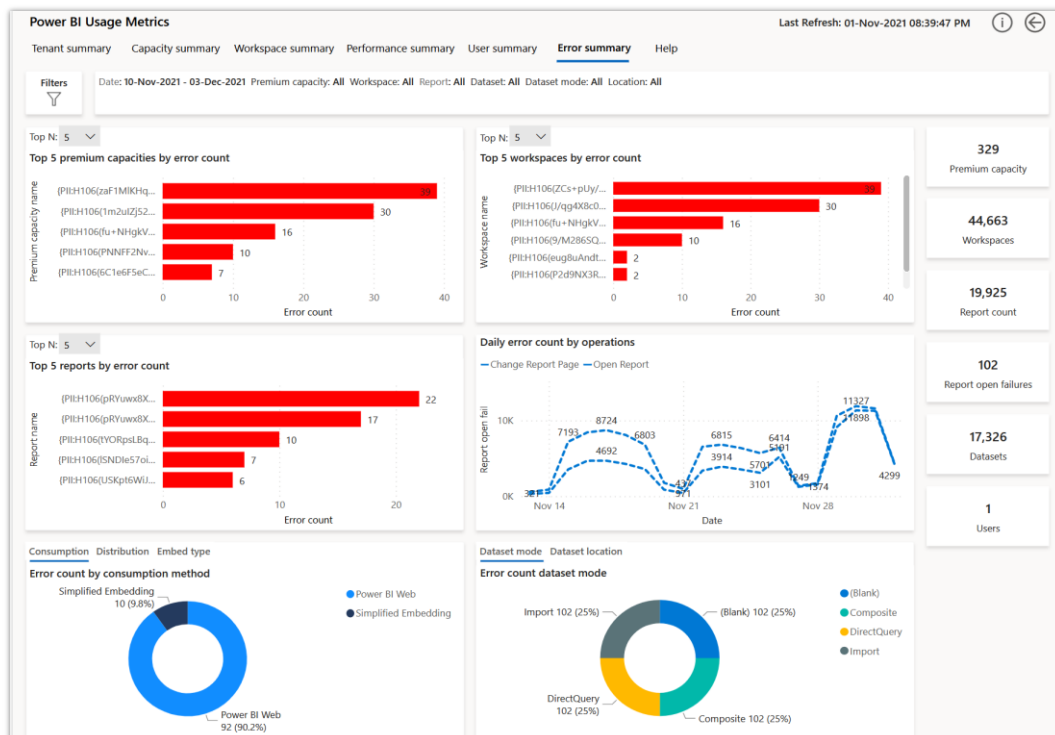 Power BI Usage Metrics
Last Refresh: 01-Nov-2021 08:39:47 PM
Tenant summary Capacity summary Workspace summary Performance summary User summary Error summary Help
Filters
Date: 10-Nov-2021 - 03-Dec-2021 Premium capacity: All Workspace: All Report: All Dataset: All Dataset mode: All Location: All
Top N: 5
Top 5 premium capacities by error count
Premium capacity name
(PII:H106(zaF1MlKHq... 39
(PII:H106(1m2uIZj52... 30
(PII:H106(fu+NHgkV... 16
(PII:H106(PNNFF2Nv... 10
(PII:H106(6C1e6F5eC... 7
0 10 20 30 40
Error count
Top N: 5
Top 5 workspaces by error count
Workspace name
(PII:H106(ZCs+pUy/... 39
(PII:H106(J/qg4X8c0... 30
(PII:H106(fu+NHgkV... 16
(PII:H106(9/M286SQ... 10
(PII:H106(eug8uAndt... 2
(PII:H106(P2d9NX3R... 2
0 10 20 30 40
Error count
329
Premium capacity
44,663
Workspaces
19,925
Report count
102
Report open failures
17,326
Datasets
1
Users
Top N: 5
Top 5 reports by error count
Report name
(PII:H106(pRYuwx8X... 22
(PII:H106(pRYuwx8X... 17
(PII:H106(tYORpsLBq... 10
(PII:H106(lSNDIe57oi... 7
(PII:H106(USKpt6WiJ... 6
0 10 20
Error count
Daily error count by operations
Change Report Page Open Report
Report open fail
10K
0K
321
7193
8724
4692
6803
571
6815
3914
5701
3101
6414
5191
1249
1374
11327
11898
4299
Nov 14 Nov 21 Nov 28
Date
Consumption Distribution Embed type
Error count by consumption method
Simplified Embedding
10 (9.8%)
Power BI Web
92 (90.2%)
Power BI Web
Simplified Embedding
Dataset mode Dataset location
Error count dataset mode
Import 102 (25%)
(Blank) 102 (25%)
DirectQuery
102 (25%)
Composite 102 (25%)
(Blank)
Composite
DirectQuery
Import